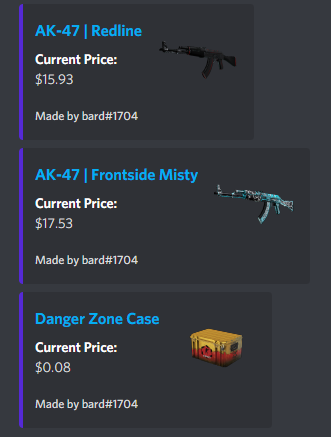 AK-47 | Redline
Current Price:
$15.93
Made by bard#1704
AK-47 | Frontside Misty
Current Price:
$17.53
Made by bard#1704
Danger Zone Case
Current Price:
$0.08
Made by bard#1704